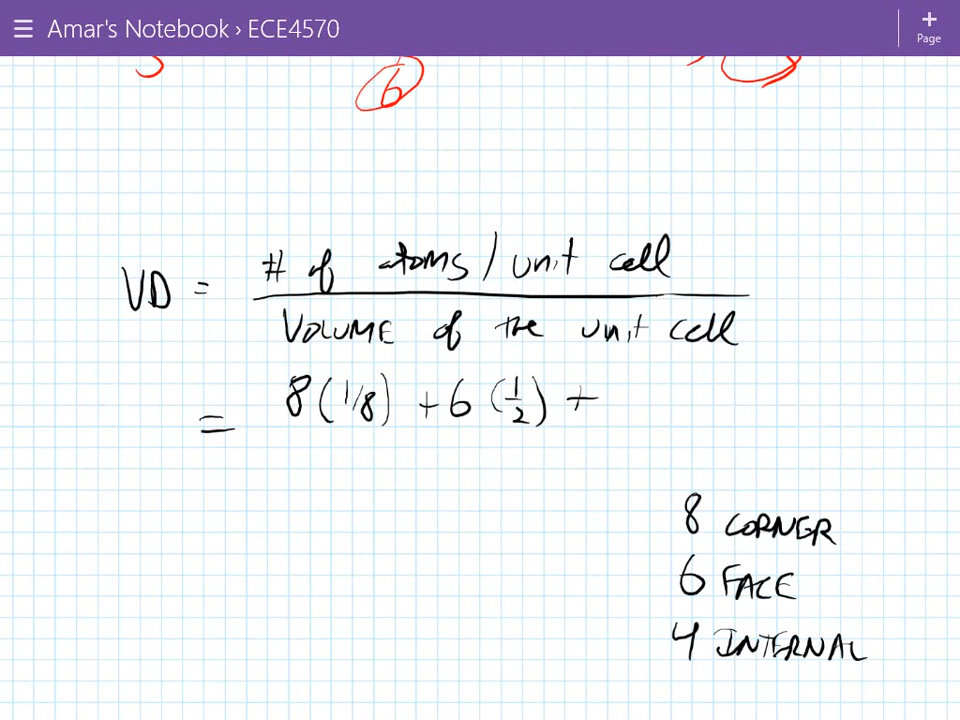 ☰ Amar's Notebook › ECE4570
+ Page
6
VD = # of atoms / unit cell
VOLUME of the unit cell
= 8 (1/8) + 6 (1/2) +
8 CORNER
6 FACE
4 INTERNAL